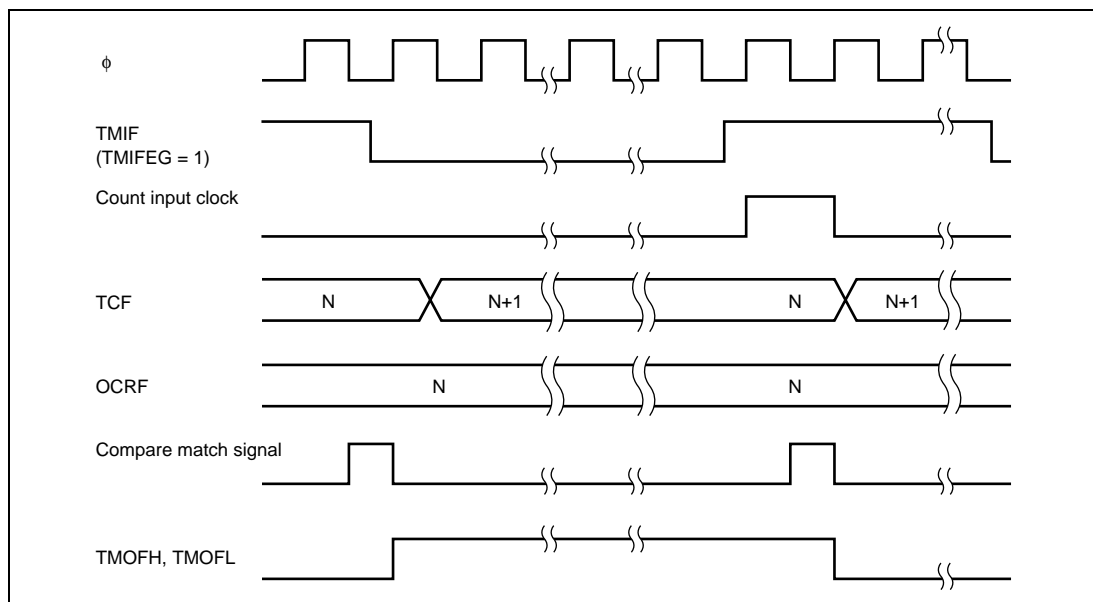 φ
TMIF
(TMIFEG = 1)
Count input clock
TCF
N
N+1
N
N+1
OCRF
N
N
Compare match signal
TMOFH, TMOFL